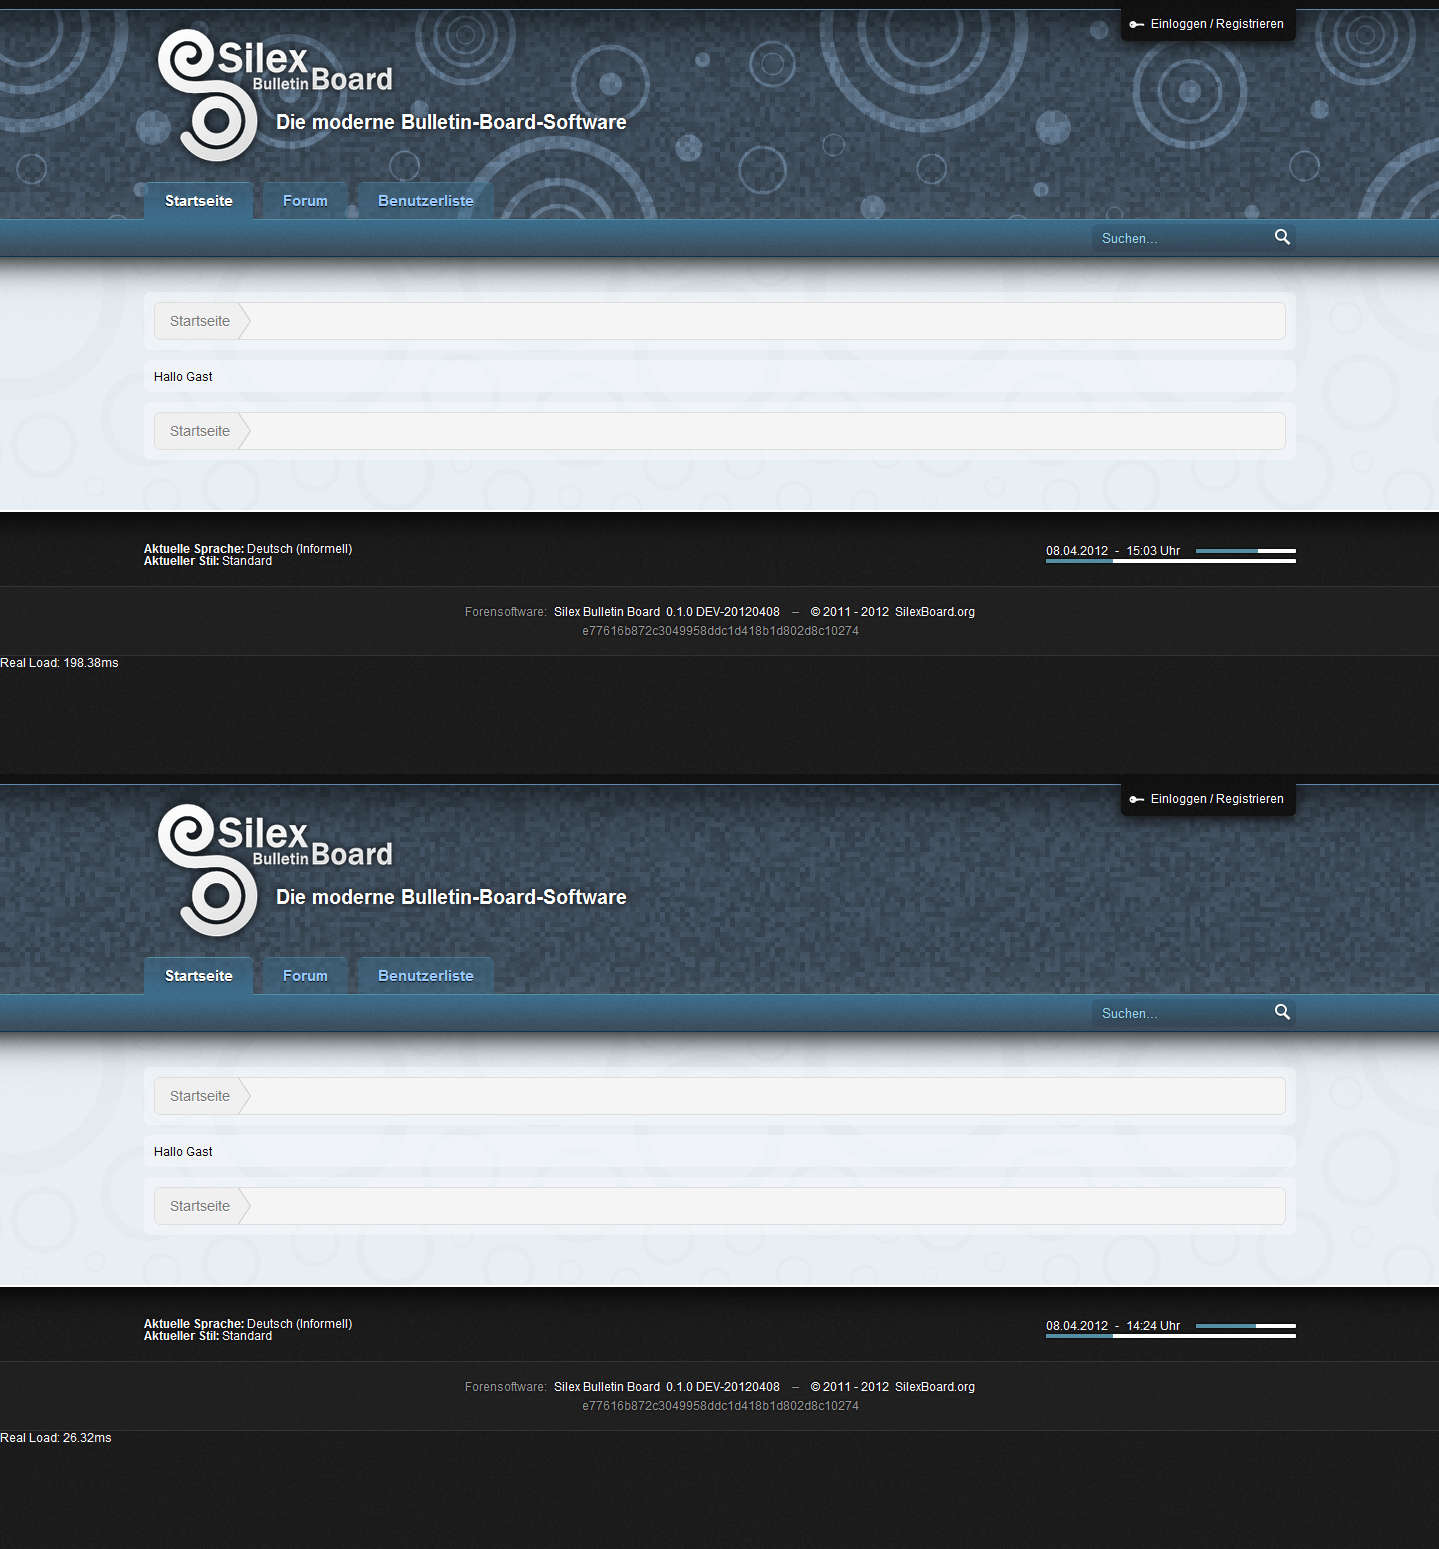 Einloggen / Registrieren
Silex
Bulletin Board
Die moderne Bulletin-Board-Software
Startseite Forum Benutzerliste
Suchen...
Startseite
Hallo Gast
Startseite
Aktuelle Sprache: Deutsch (Informell)
Aktueller Stil: Standard
08.04.2012 - 15:03 Uhr
Forensoftware: Silex Bulletin Board 0.1.0 DEV-20120408 – © 2011 - 2012 SilexBoard.org
e77616b872c3049958ddc1d418b1d802d8c10274
Real Load: 198.38ms
Einloggen / Registrieren
Silex
Bulletin Board
Die moderne Bulletin-Board-Software
Startseite Forum Benutzerliste
Suchen...
Startseite
Hallo Gast
Startseite
Aktuelle Sprache: Deutsch (Informell)
Aktueller Stil: Standard
08.04.2012 - 14:24 Uhr
Forensoftware: Silex Bulletin Board 0.1.0 DEV-20120408 – © 2011 - 2012 SilexBoard.org
e77616b872c3049958ddc1d418b1d802d8c10274
Real Load: 26.32ms